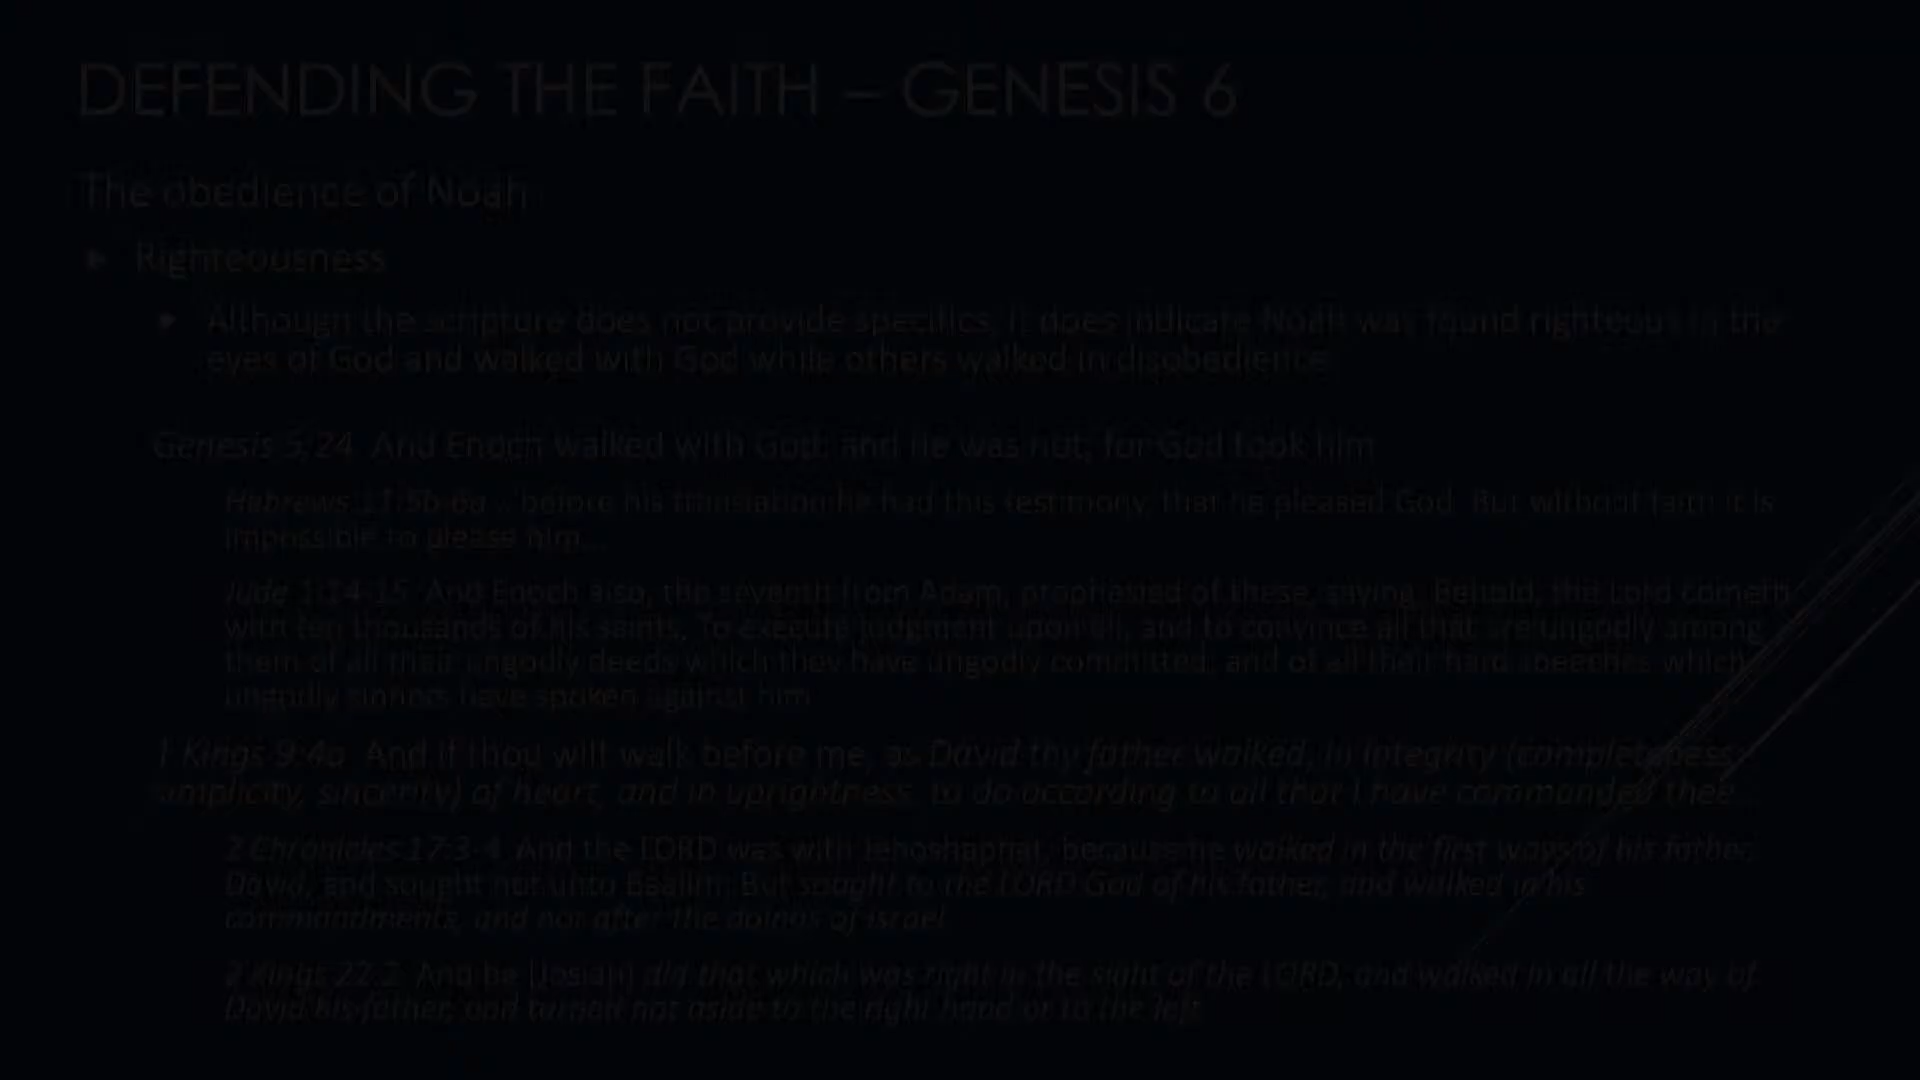 DEFENDING THE FAITH – GENESIS 6
The obedience of Noah
Righteousness
Although the scripture does not provide specifics, it does indicate Noah was found righteous in the
eyes of God and walked with God while others walked in disobedience.
Genesis 5:24 And Enoch walked with God: and he was not; for God took him
Hebrews 11:5b-6a ...before his translation he had this testimony, that he pleased God. But without faith it is
impossible to please him...
Jude 1:14-15 And Enoch also, the seventh from Adam, prophesied of these, saying, Behold, the Lord cometh
with ten thousands of his saints, To execute judgment upon all, and to convince all that are ungodly among
them of all their ungodly deeds which they have ungodly committed, and of all their hard speeches which
ungodly sinners have spoken against him
1 Kings 9:4a And if thou will walk before me, as David thy father walked, in integrity (completeness,
simplicity, sincerity) of heart, and in uprightness, to do according to all that I have commanded thee...
2 Chronicles 17:3-4 And the LORD was with Jehoshaphat, because he walked in the first ways of his father
David, and sought not unto Baalim; But sought to the LORD God of his father, and walked in his
commandments, and not after the doings of Israel
2 Kings 22:2 And he [Josiah] did that which was right in the sight of the LORD, and walked in all the way of
David his father, and turned not aside to the right hand or to the left